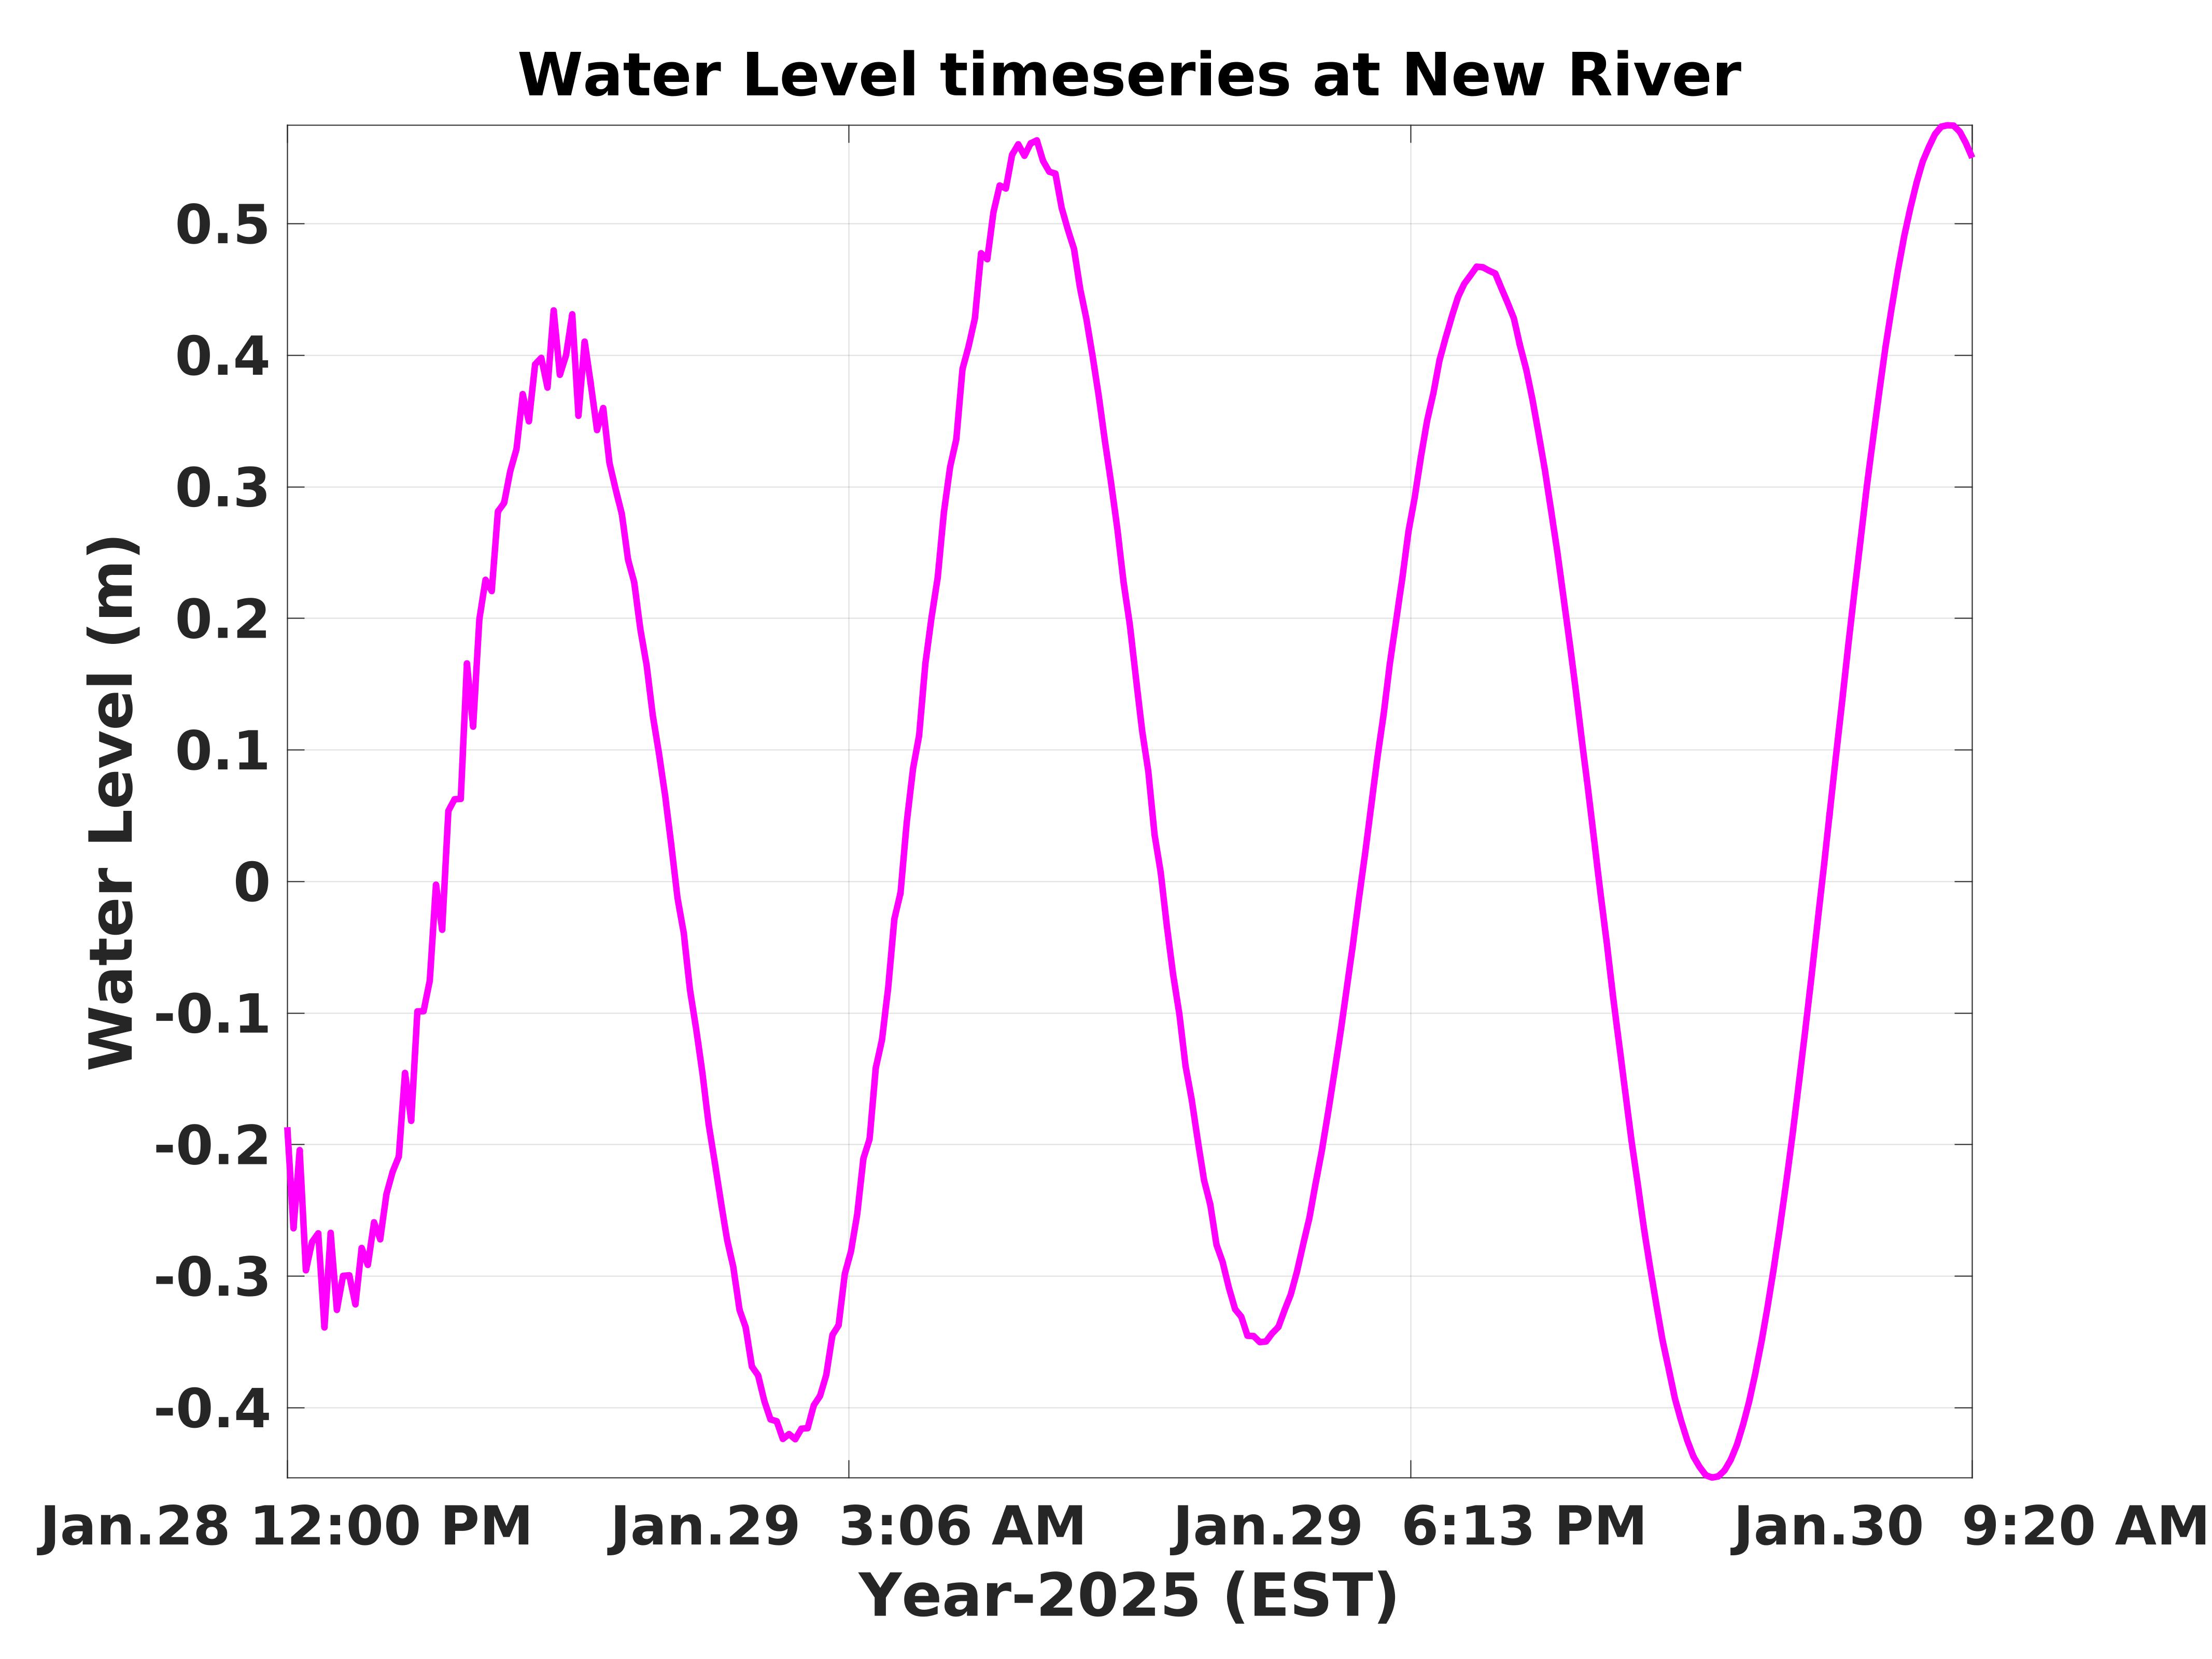 Water Level timeseries at New River
Water Level (m)
0.5
0.4
0.3
0.2
0.1
0
-0.1
-0.2
-0.3
-0.4
Jan.28 12:00 PM Jan.29 3:06 AM Jan.29 6:13 PM Jan.30 9:20 AM
Year-2025 (EST)